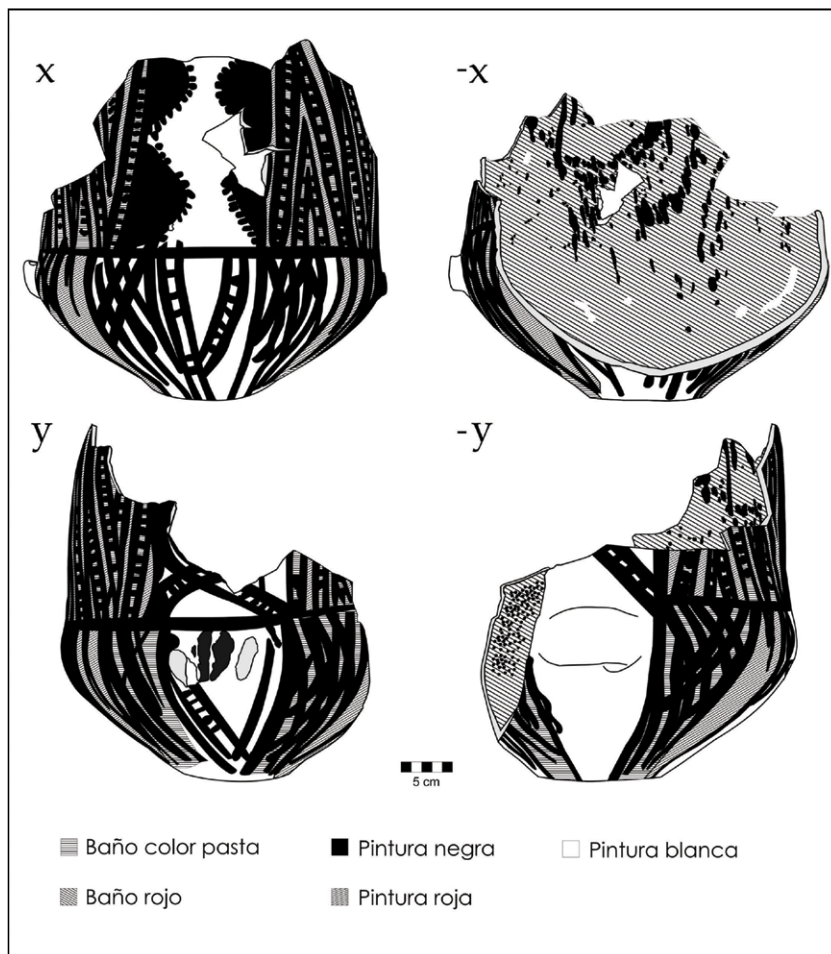 x
-x
y
-y
5 cm
Baño color pasta
Pintura negra
Pintura blanca
Baño rojo
Pintura roja